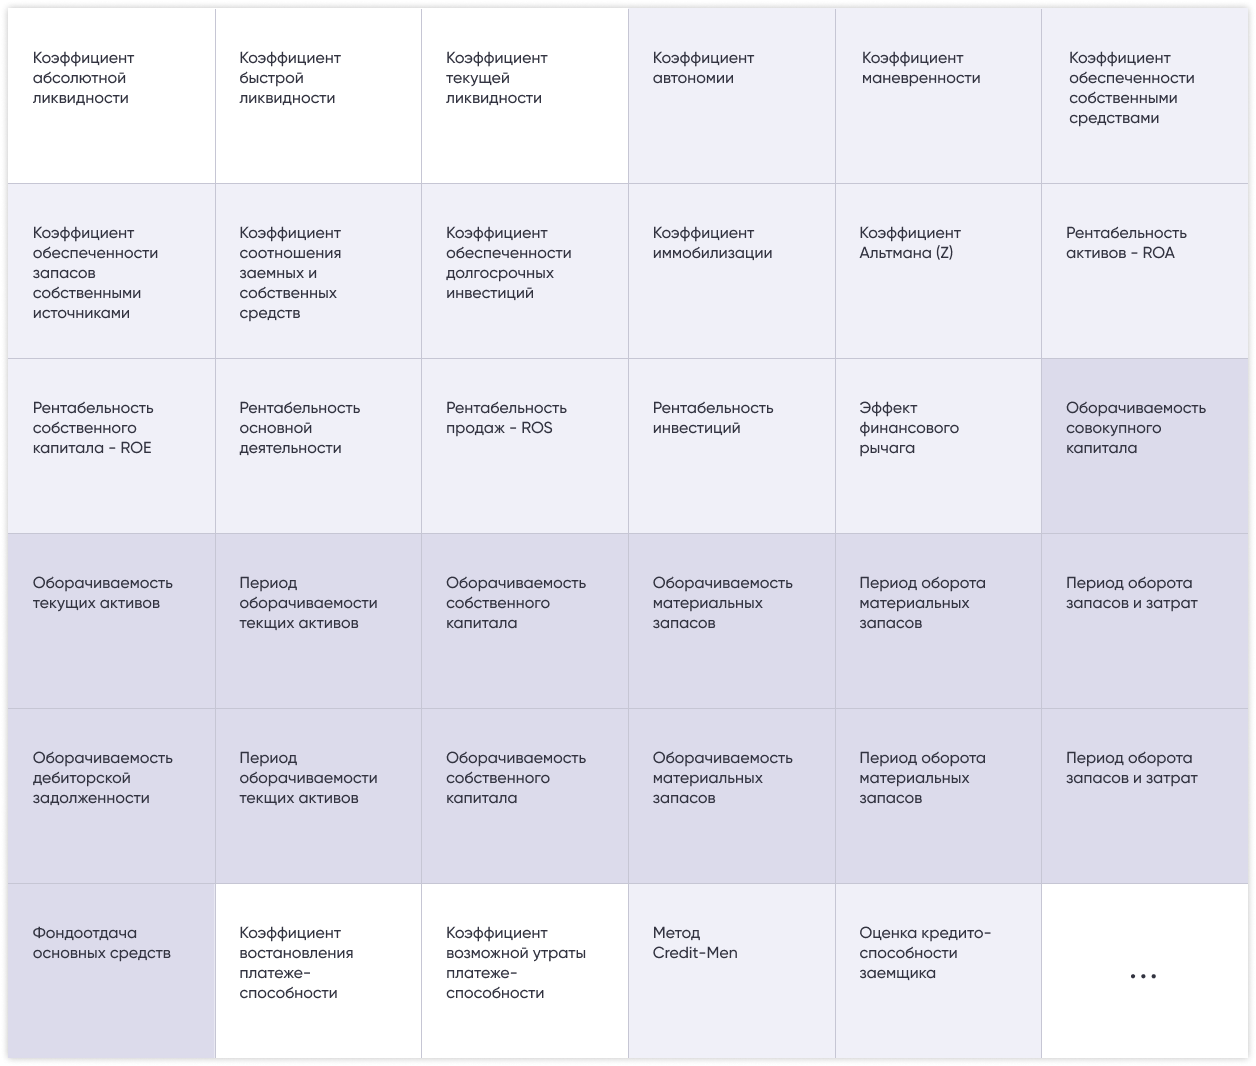 Коэффициент
абсолютной
ликвидности
Коэффициент
быстрой
ликвидности
Коэффициент
текущей
ликвидности
Коэффициент
автономии
Коэффициент
маневренности
Коэффициент
обеспеченности
собственными
средствами
Коэффициент
обеспеченности
запасов
собственными
источниками
Коэффициент
соотношения
заемных и
собственных
средств
Коэффициент
обеспеченности
долгосрочных
инвестиций
Коэффициент
иммобилизации
Коэффициент
Альтмана (Z)
Рентабельность
активов - ROA
Рентабельность
собственного
капитала - ROE
Рентабельность
основной
деятельности
Рентабельность
продаж - ROS
Рентабельность
инвестиций
Эффект
финансового
рычага
Оборачиваемость
совокупного
капитала
Оборачиваемость
текущих активов
Период
оборачиваемости
текщих активов
Оборачиваемость
собственного
капитала
Оборачиваемость
материальных
запасов
Период оборота
материальных
запасов
Период оборота
запасов и затрат
Оборачиваемость
дебиторской
задолженности
Период
оборачиваемости
текщих активов
Оборачиваемость
собственного
капитала
Оборачиваемость
материальных
запасов
Период оборота
материальных
запасов
Период оборота
запасов и затрат
Фондоотдача
основных средств
Коэффициент
востановления
платеже-
способности
Коэффициент
возможной утраты
платеже-
способности
Метод
Credit-Men
Оценка кредито-
способности
заемщика
...